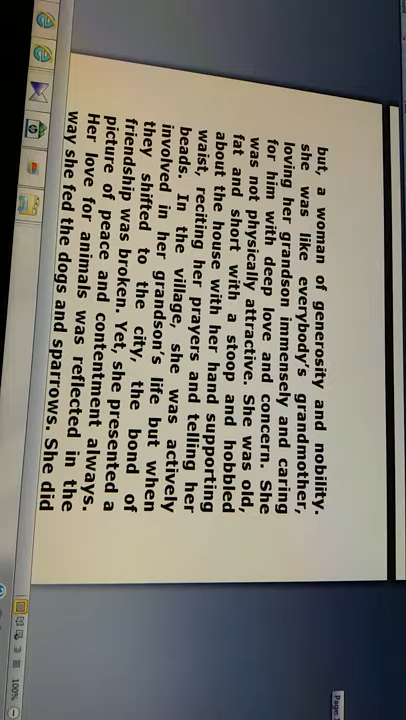 but, a woman of generosity and nobility.
she was like everybody's grandmother,
loving her grandson immensely and caring
for him with deep love and concern. She
was not physically attractive. She was old,
fat and short with a stoop and hobbled
about the house with her hand supporting
waist, reciting her prayers and telling her
beads. In the village, she was actively
involved in her grandson's life but when
they shifted to the city, the bond of
friendship was broken. Yet, she presented a
picture of peace and contentment always.
Her love for animals was reflected in the
way she fed the dogs and sparrows. She did
Page:
100%